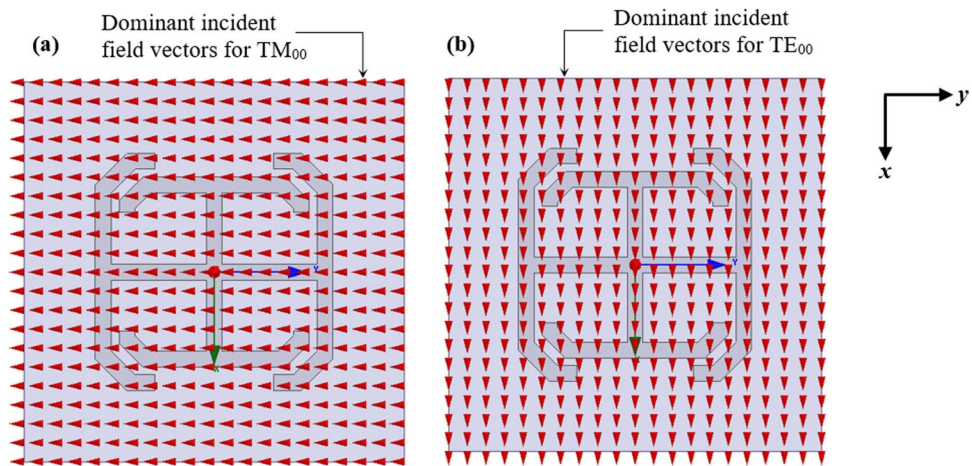 (a)
Dominant incident
field vectors for TM₀₀
(b)
Dominant incident
field vectors for TE₀₀
y
x
Y
X
Y